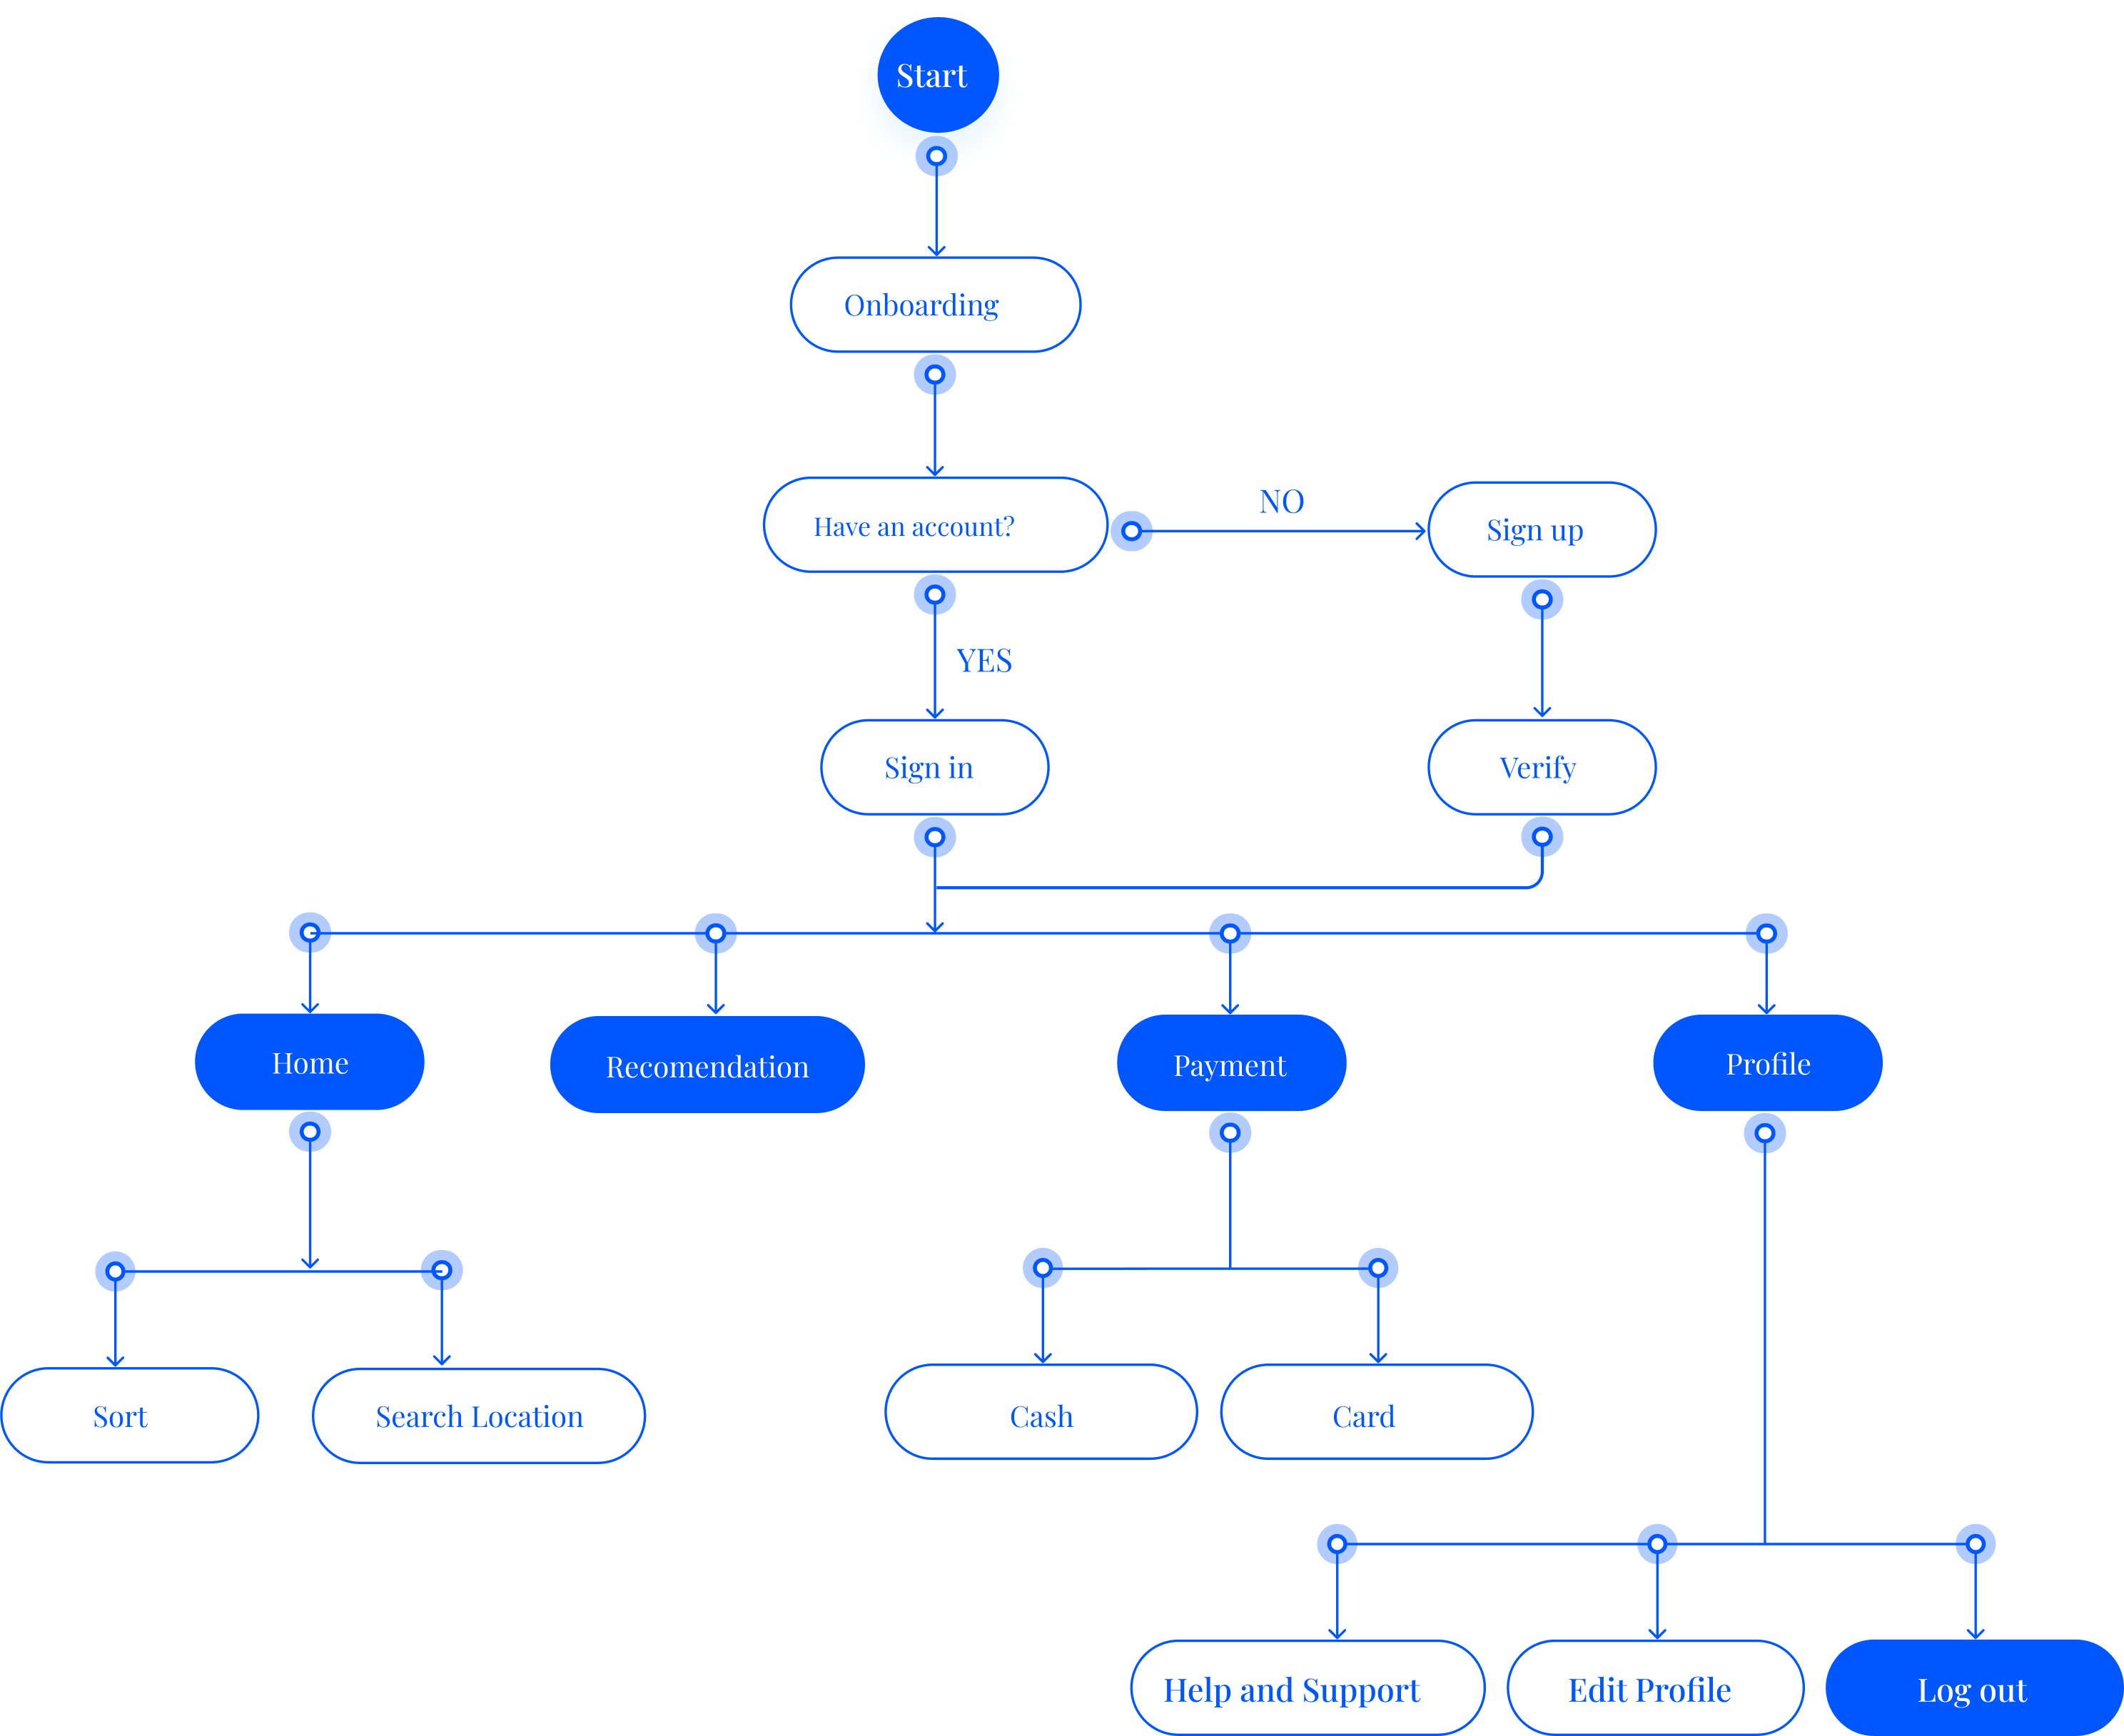 Start
Onboarding
Have an account?
NO
Sign up
YES
Sign in
Verify
Home
Recomendation
Payment
Profile
Sort
Search Location
Cash
Card
Help and Support
Edit Profile
Log out